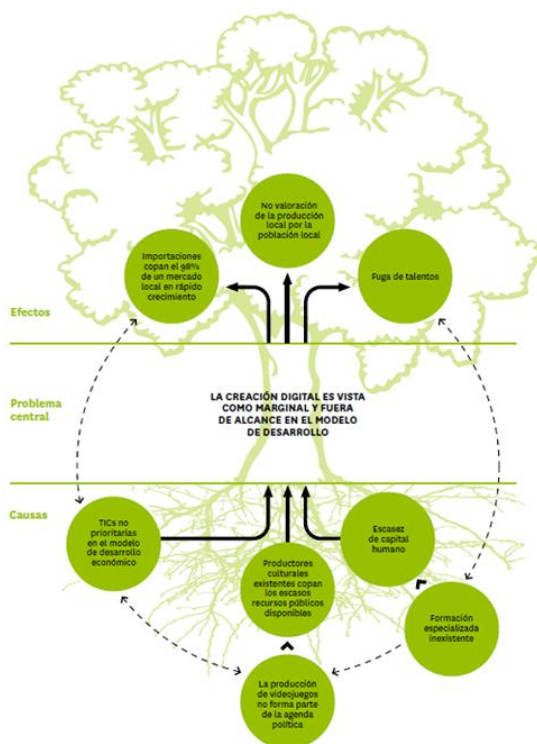 No valoración
de la producción
local por la
población local
Importaciones
copan el 98%
de un mercado
local en rápido
crecimiento
Fuga de talentos
Efectos
Problema
central
LA CREACIÓN DIGITAL ES VISTA
COMO MARGINAL Y FUERA
DE ALCANCE EN EL MODELO
DE DESARROLLO
Causas
TICs no
prioritarias
en el modelo
de desarrollo
económico
Productores
culturales
existentes copan
los escasos
recursos públicos
disponibles
Escasez
de capital
humano
Formación
especializada
inexistente
La producción
de videojuegos
no forma parte
de la agenda
política